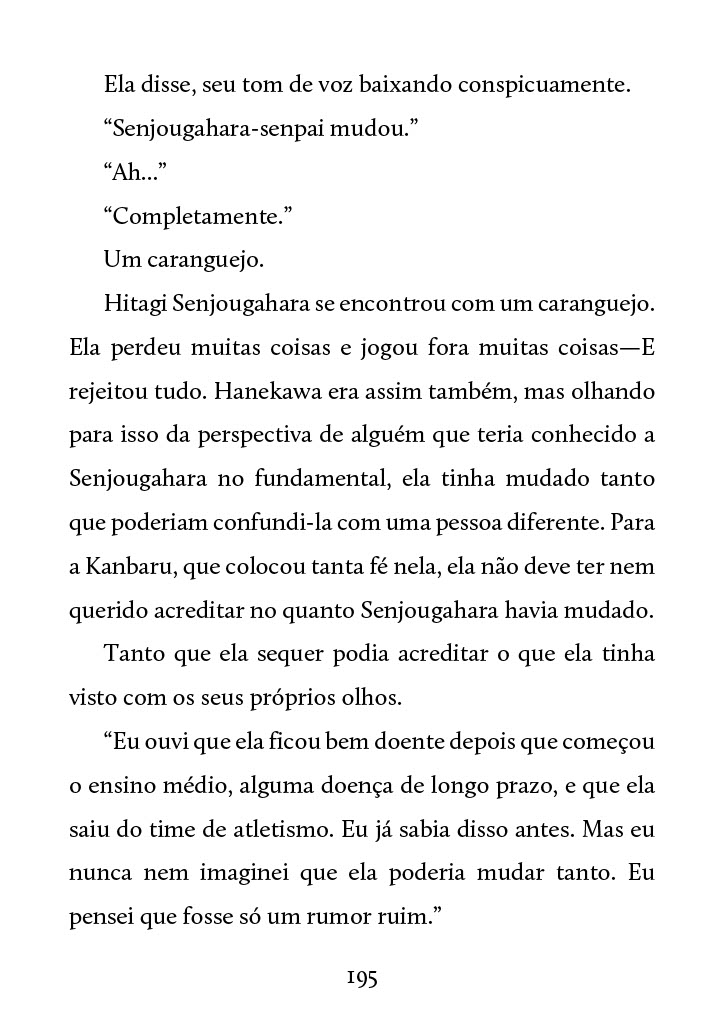 Ela disse, seu tom de voz baixando conspicuamente.
“Senjougahara-senpai mudou.”
“Ah...”
“Completamente.”
Um caranguejo.
Hitagi Senjougahara se encontrou com um caranguejo.
Ela perdeu muitas coisas e jogou fora muitas coisas—E
rejeitou tudo. Hanekawa era assim também, mas olhando
para isso da perspectiva de alguém que teria conhecido a
Senjougahara no fundamental, ela tinha mudado tanto
que poderiam confundi-la com uma pessoa diferente. Para
a Kanbaru, que colocou tanta fé nela, ela não deve ter nem
querido acreditar no quanto Senjougahara havia mudado.
Tanto que ela sequer podia acreditar o que ela tinha
visto com os seus próprios olhos.
“Eu ouvi que ela ficou bem doente depois que começou
o ensino médio, alguma doença de longo prazo, e que ela
saiu do time de atletismo. Eu já sabia disso antes. Mas eu
nunca nem imaginei que ela poderia mudar tanto. Eu
pensei que fosse só um rumor ruim.”
195